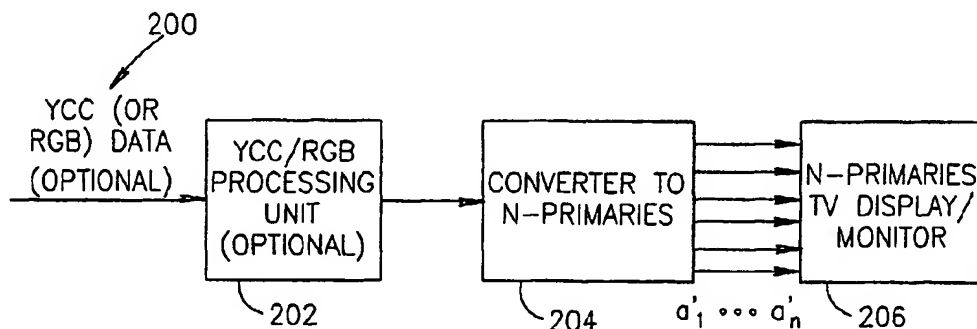 200
YCC (OR
RGB) DATA
(OPTIONAL)
YCC/RGB
PROCESSING
UNIT
(OPTIONAL)
202
CONVERTER TO
N-PRIMARIES
204
a'1 ••• a'n
N-PRIMARIES
TV DISPLAY/
MONITOR
206